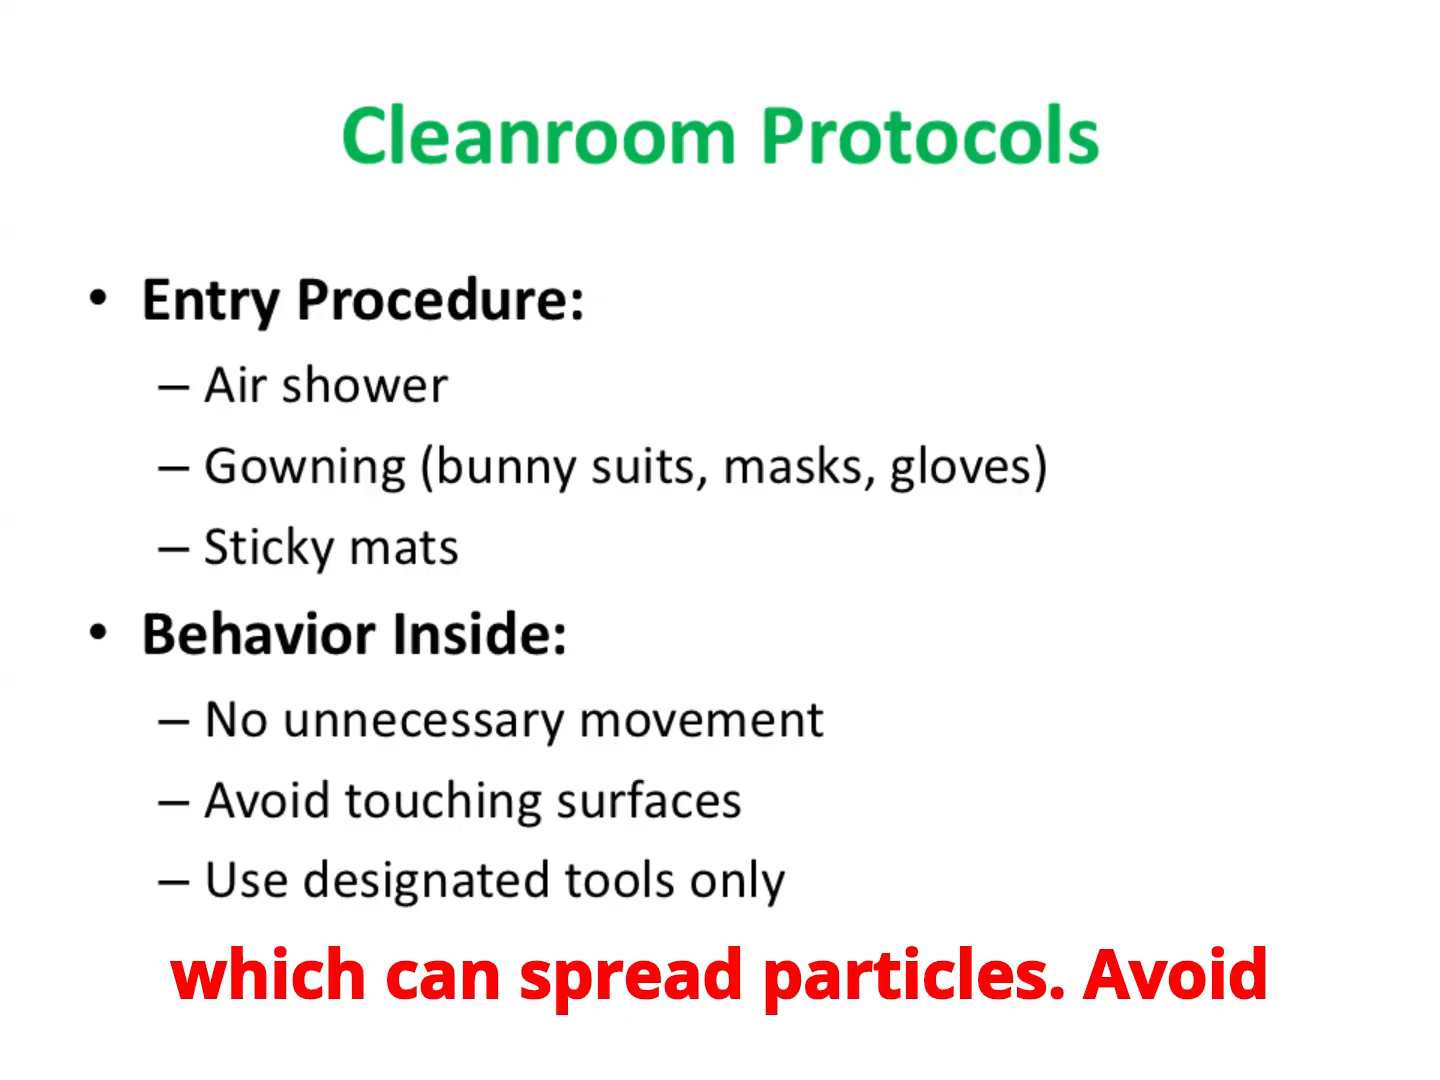 Cleanroom Protocols
• Entry Procedure:
– Air shower
– Gowning (bunny suits, masks, gloves)
– Sticky mats
• Behavior Inside:
– No unnecessary movement
– Avoid touching surfaces
– Use designated tools only
which can spread particles. Avoid